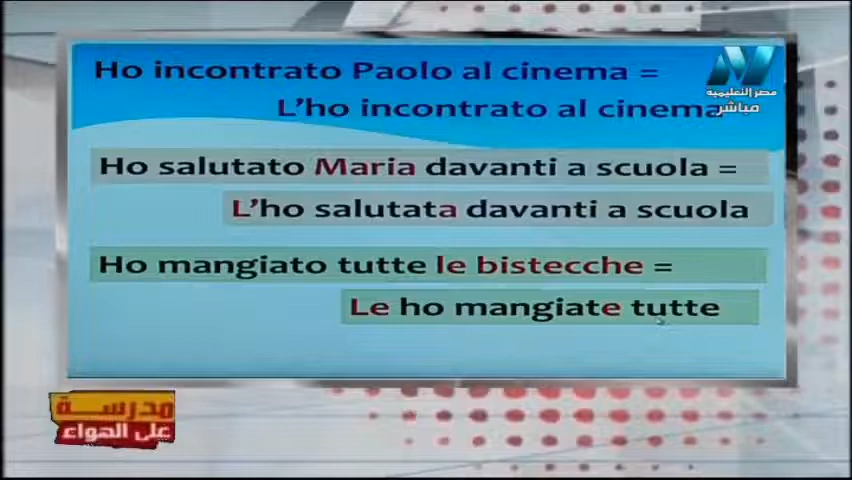 Ho incontrato Paolo al cinema =
L'ho incontrato al cinema
مصر التعليمية
مباشر
Ho salutato Maria davanti a scuola =
L'ho salutata davanti a scuola
Ho mangiato tutte le bistecche =
Le ho mangiate tutte
مدرسة
على الهواء